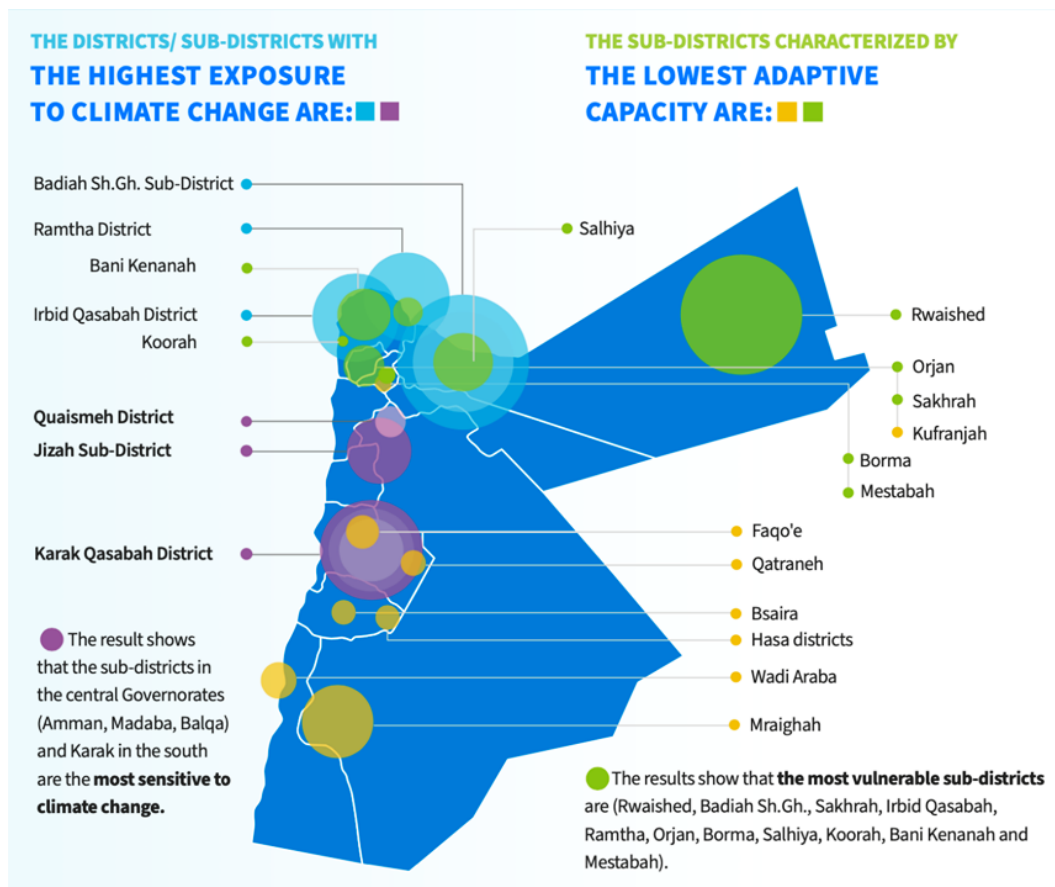 THE DISTRICTS/ SUB-DISTRICTS WITH
THE HIGHEST EXPOSURE
TO CLIMATE CHANGE ARE:
THE SUB-DISTRICTS CHARACTERIZED BY
THE LOWEST ADAPTIVE
CAPACITY ARE:
Badiah Sh.Gh. Sub-District
Ramtha District
Bani Kenanah
Irbid Qasabah District
Koorah
Quaismeh District
Jizah Sub-District
Karak Qasabah District
Salhiya
Rwaished
Orjan
Sakhrah
Kufranjah
Borma
Mestabah
Faqo'e
Qatraneh
Bsaira
Hasa districts
Wadi Araba
Mraighah
The result shows
that the sub-districts in
the central Governorates
(Amman, Madaba, Balqa)
and Karak in the south
are the most sensitive to
climate change.
The results show that the most vulnerable sub-districts
are (Rwaished, Badiah Sh.Gh., Sakhrah, Irbid Qasabah,
Ramtha, Orjan, Borma, Salhiya, Koorah, Bani Kenanah and
Mestabah).